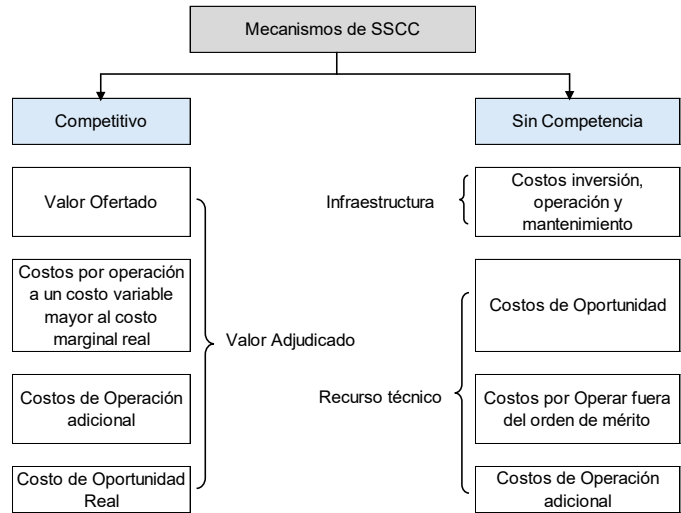 Mecanismos de SSCC
Competitivo
Sin Competencia
Valor Ofertado
Costos por operación
a un costo variable
mayor al costo
marginal real
Costos de Operación
adicional
Costo de Oportunidad
Real
Valor Adjudicado
Infraestructura
Costos inversión,
operación y
mantenimiento
Recurso técnico
Costos de Oportunidad
Costos por Operar fuera
del orden de mérito
Costos de Operación
adicional